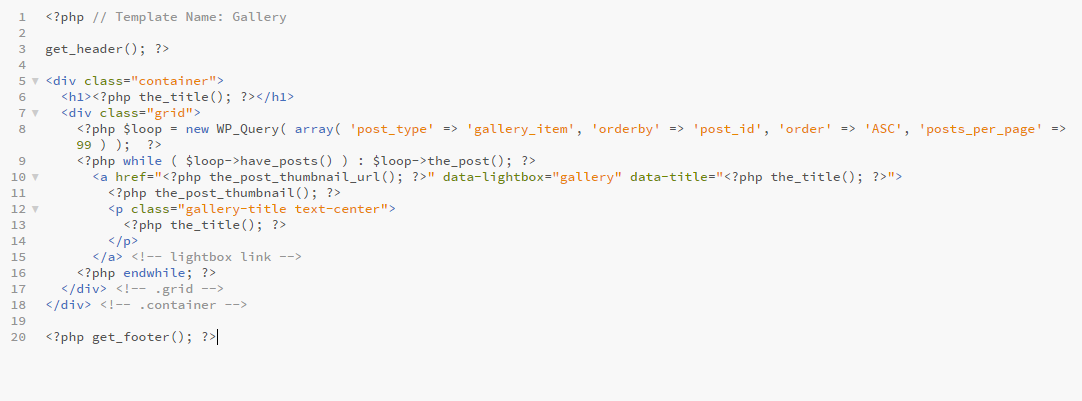 1 <?php // Template Name: Gallery
2
3 get_header(); ?>
4
5 <div class="container">
6   <h1><?php the_title(); ?></h1>
7   <div class="grid">
8     <?php $loop = new WP_Query( array( 'post_type' => 'gallery_item', 'orderby' => 'post_id', 'order' => 'ASC', 'posts_per_page' =>
    99 ) );  ?>
9     <?php while ( $loop->have_posts() ) : $loop->the_post(); ?>
10       <a href="<?php the_post_thumbnail_url(); ?>" data-lightbox="gallery" data-title="<?php the_title(); ?>">
11         <?php the_post_thumbnail(); ?>
12         <p class="gallery-title text-center">
13           <?php the_title(); ?>
14         </p>
15       </a> <!-- lightbox link -->
16     <?php endwhile; ?>
17   </div> <!-- .grid -->
18 </div> <!-- .container -->
19
20 <?php get_footer(); ?>